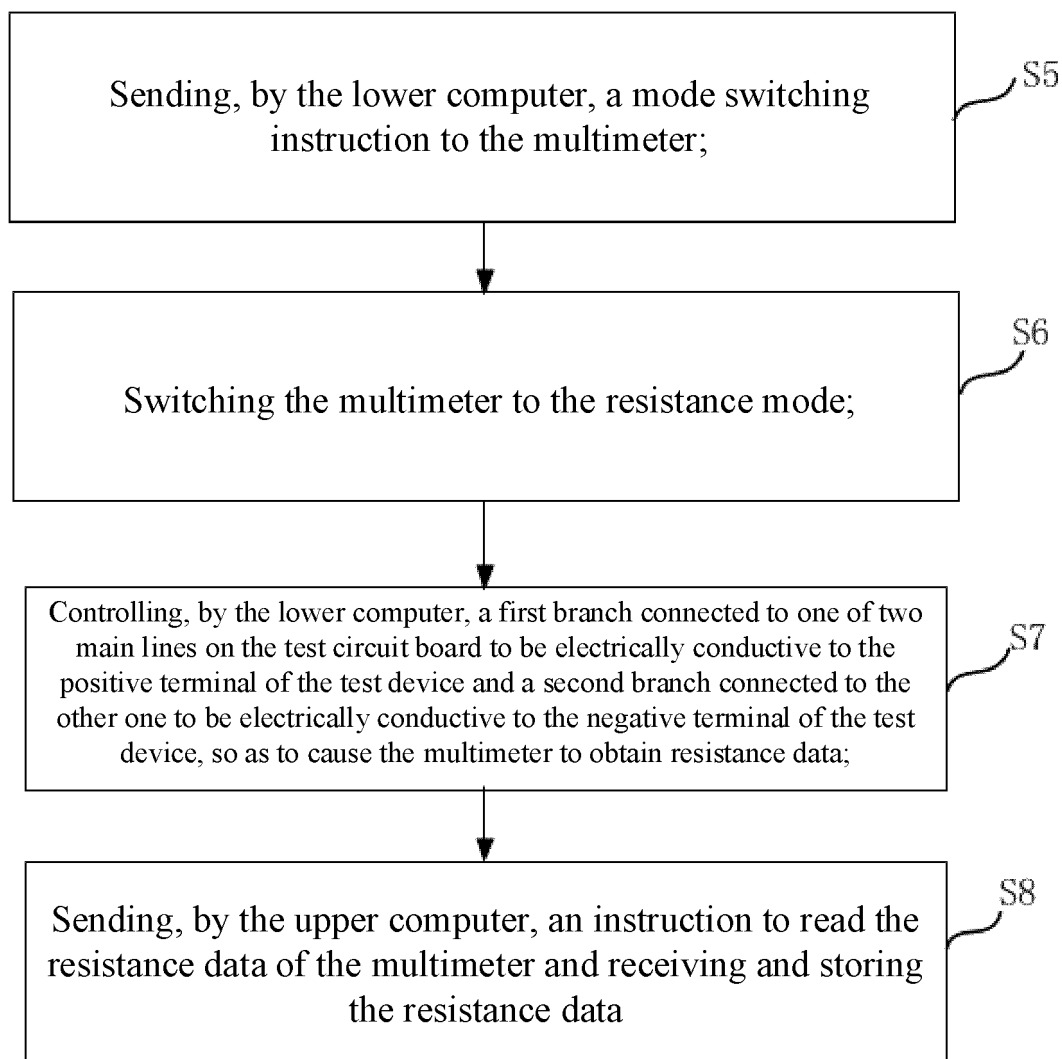 Sending, by the lower computer, a mode switching
instruction to the multimeter;
S5
Switching the multimeter to the resistance mode;
S6
Controlling, by the lower computer, a first branch connected to one of two
main lines on the test circuit board to be electrically conductive to the
positive terminal of the test device and a second branch connected to the
other one to be electrically conductive to the negative terminal of the test
device, so as to cause the multimeter to obtain resistance data;
S7
Sending, by the upper computer, an instruction to read the
resistance data of the multimeter and receiving and storing
the resistance data
S8